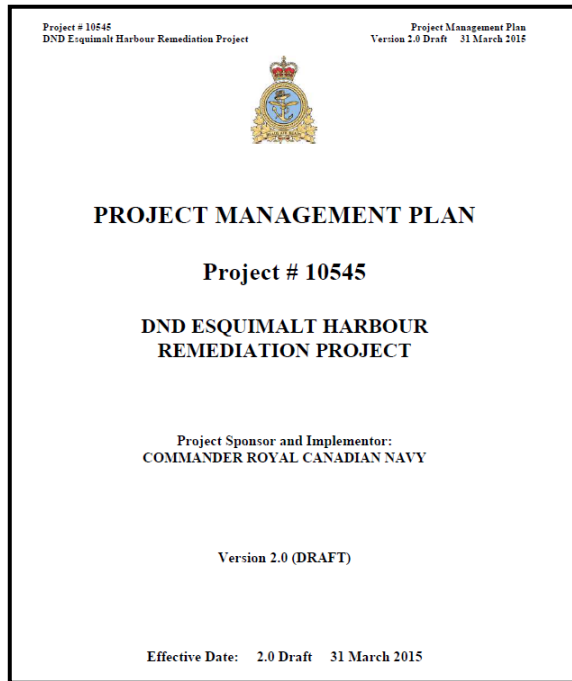 Project # 10545 Project Management Plan
DND Esquimalt Harbour Remediation Project Version 2.0 Draft 31 March 2015
PROJECT MANAGEMENT PLAN
Project # 10545
DND ESQUIMALT HARBOUR
REMEDIATION PROJECT
Project Sponsor and Implementor:
COMMANDER ROYAL CANADIAN NAVY
Version 2.0 (DRAFT)
Effective Date: 2.0 Draft 31 March 2015